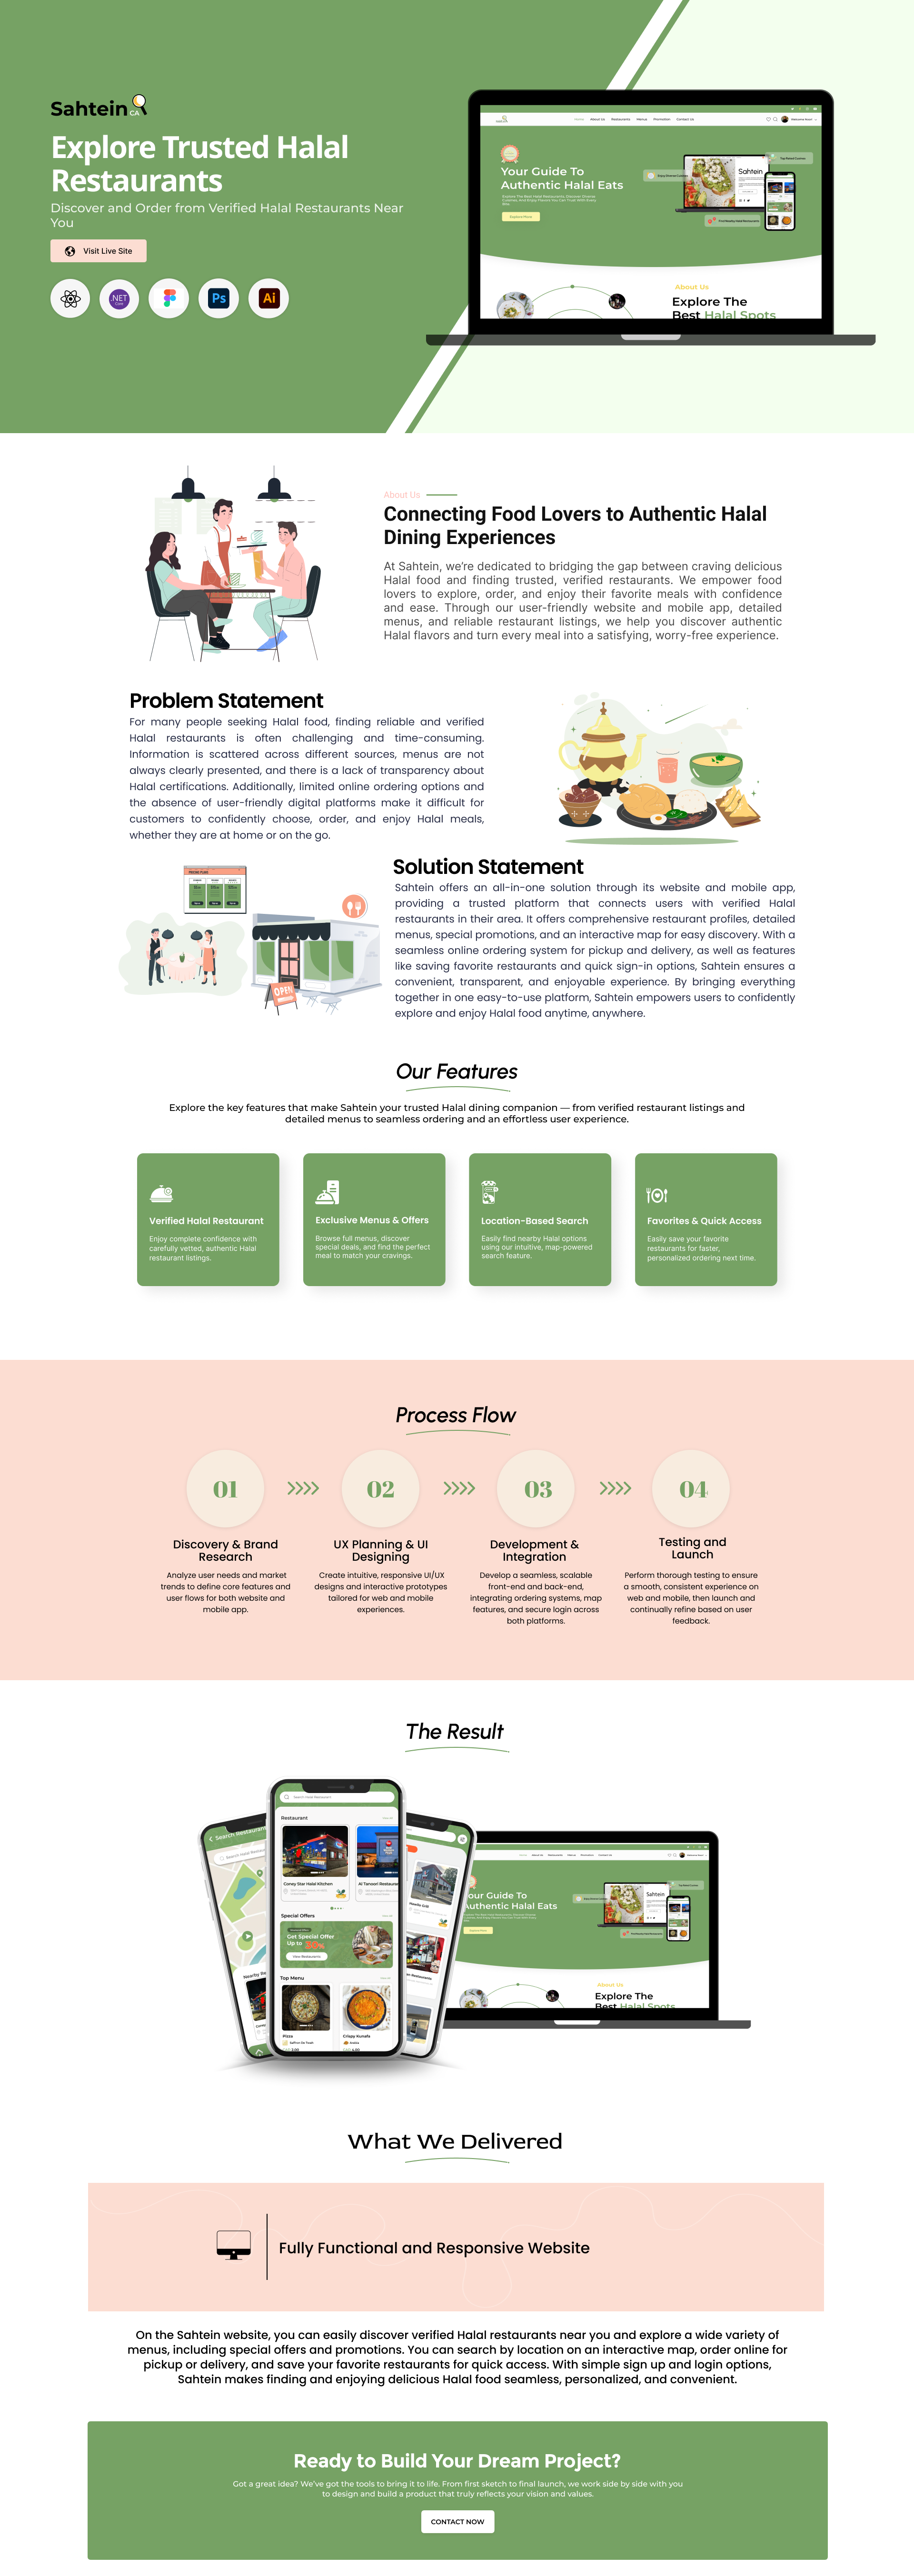 Sahtein
CA
Explore Trusted Halal
Restaurants
Discover and Order from Verified Halal Restaurants Near
You
Visit Live Site
.NET
Core
Ps
Ai
Home About Us Restaurants Menus Promotion Contact Us
Your Guide To
Authentic Halal Eats
Explore More
Sahtein
About Us
Explore The
Best Halal Spots
About Us
Connecting Food Lovers to Authentic Halal
Dining Experiences
At Sahtein, we're dedicated to bridging the gap between craving delicious
Halal food and finding trusted, verified restaurants. We empower food
lovers to explore, order, and enjoy their favorite meals with confidence
and ease. Through our user-friendly website and mobile app, detailed
menus, and reliable restaurant listings, we help you discover authentic
Halal flavors and turn every meal into a satisfying, worry-free experience.
Problem Statement
For many people seeking Halal food, finding reliable and verified
Halal restaurants is often challenging and time-consuming.
Information is scattered across different sources, menus are not
always clearly presented, and there is a lack of transparency about
Halal certifications. Additionally, limited online ordering options and
the absence of user-friendly digital platforms make it difficult for
customers to confidently choose, order, and enjoy Halal meals,
whether they are at home or on the go.
OPEN
Solution Statement
Sahtein offers an all-in-one solution through its website and mobile app,
providing a trusted platform that connects users with verified Halal
restaurants in their area. It offers comprehensive restaurant profiles, detailed
menus, special promotions, and an interactive map for easy discovery. With a
seamless online ordering system for pickup and delivery, as well as features
like saving favorite restaurants and quick sign-in options, Sahtein ensures a
convenient, transparent, and enjoyable experience. By bringing everything
together in one easy-to-use platform, Sahtein empowers users to confidently
explore and enjoy Halal food anytime, anywhere.
Our Features
Explore the key features that make Sahtein your trusted Halal dining companion — from verified restaurant listings and
detailed menus to seamless ordering and an effortless user experience.
Verified Halal Restaurant
Enjoy complete confidence with
carefully vetted, authentic Halal
restaurant listings.
Exclusive Menus & Offers
Browse full menus, discover
special deals, and find the perfect
meal to match your cravings.
Location-Based Search
Easily find nearby Halal options
using our intuitive, map-powered
search feature.
Favorites & Quick Access
Easily save your favorite
restaurants for faster,
personalized ordering next time.
Process Flow
01
02
03
04
Discovery & Brand
Research
Analyze user needs and market
trends to define core features and
user flows for both website and
mobile app.
UX Planning & UI
Designing
Create intuitive, responsive UI/UX
designs and interactive prototypes
tailored for web and mobile
experiences.
Development &
Integration
Develop a seamless, scalable
front-end and back-end,
integrating ordering systems, map
features, and secure login across
both platforms.
Testing and
Launch
Perform thorough testing to ensure
a smooth, consistent experience on
web and mobile, then launch and
continually refine based on user
feedback.
The Result
Search Restaurant
Restaurant
Coney Star Halal Kitchen
Al Tanoori Restaurant
Special Offers
Get Special Offer
Up to
Top Menu
Pizza
Crispy Kunafa
our Guide To
Authentic Halal Eats
Sahtein
About Us
Explore The
Best Halal Spots
What We Delivered
Fully Functional and Responsive Website
On the Sahtein website, you can easily discover verified Halal restaurants near you and explore a wide variety of
menus, including special offers and promotions. You can search by location on an interactive map, order online for
pickup or delivery, and save your favorite restaurants for quick access. With simple sign up and login options,
Sahtein makes finding and enjoying delicious Halal food seamless, personalized, and convenient.
Ready to Build Your Dream Project?
Got a great idea? We've got the tools to bring it to life. From first sketch to final launch, we work side by side with you
to design and build a product that truly reflects your vision and values.
CONTACT NOW